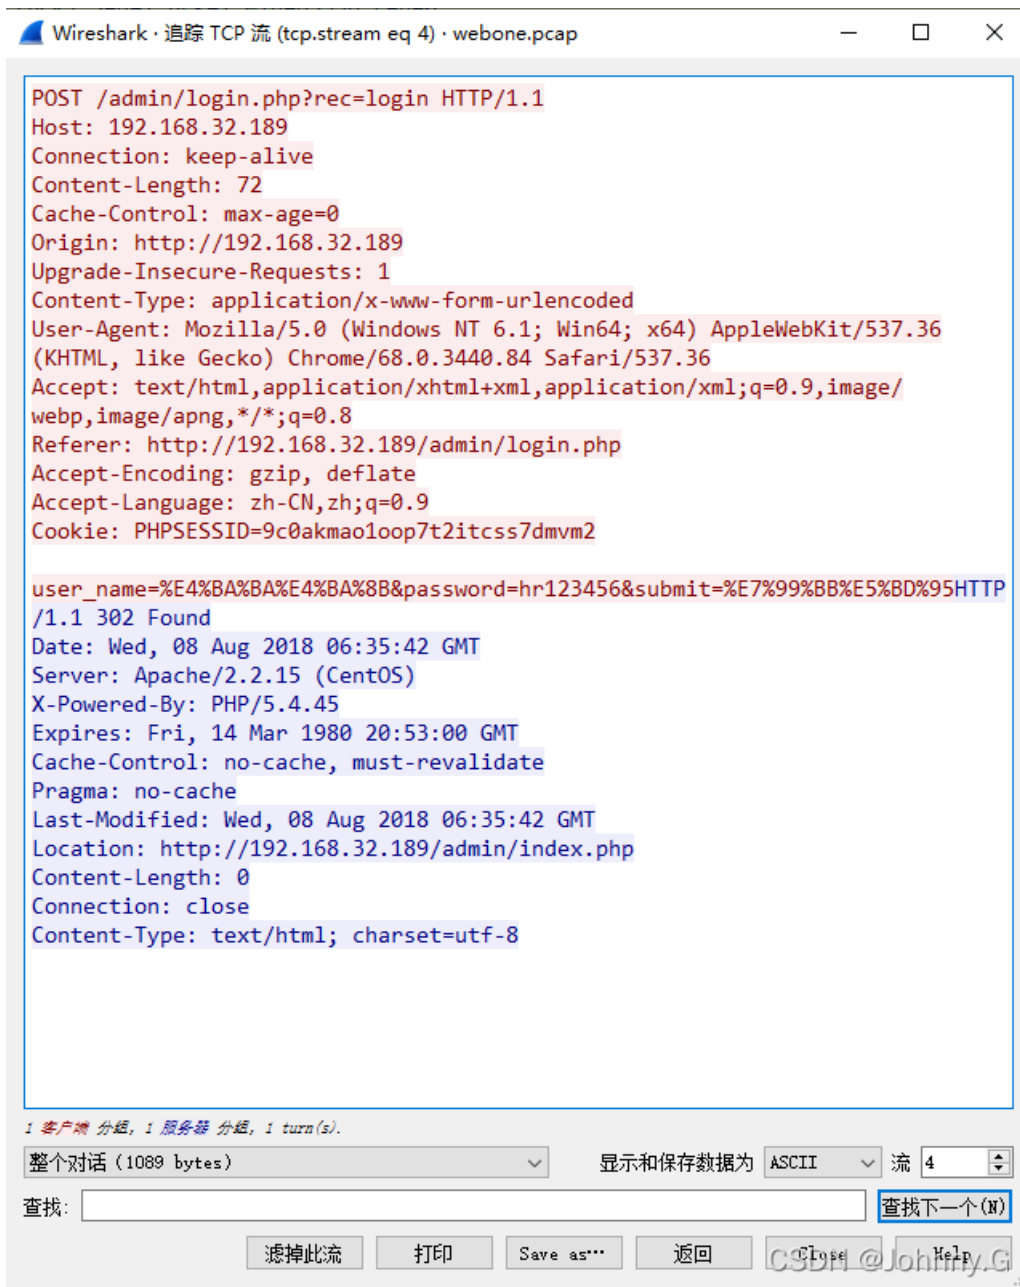 Wireshark · 追踪 TCP 流 (tcp.stream eq 4) · webone.pcap
POST /admin/login.php?rec=login HTTP/1.1
Host: 192.168.32.189
Connection: keep-alive
Content-Length: 72
Cache-Control: max-age=0
Origin: http://192.168.32.189
Upgrade-Insecure-Requests: 1
Content-Type: application/x-www-form-urlencoded
User-Agent: Mozilla/5.0 (Windows NT 6.1; Win64; x64) AppleWebKit/537.36
(KHTML, like Gecko) Chrome/68.0.3440.84 Safari/537.36
Accept: text/html,application/xhtml+xml,application/xml;q=0.9,image/
webp,image/apng,*/*;q=0.8
Referer: http://192.168.32.189/admin/login.php
Accept-Encoding: gzip, deflate
Accept-Language: zh-CN,zh;q=0.9
Cookie: PHPSESSID=9c0akmao1oop7t2itcss7dmvm2
user_name=%E4%BA%BA%E4%BA%8B&password=hr123456&submit=%E7%99%BB%E5%BD%95HTTP
/1.1 302 Found
Date: Wed, 08 Aug 2018 06:35:42 GMT
Server: Apache/2.2.15 (CentOS)
X-Powered-By: PHP/5.4.45
Expires: Fri, 14 Mar 1980 20:53:00 GMT
Cache-Control: no-cache, must-revalidate
Pragma: no-cache
Last-Modified: Wed, 08 Aug 2018 06:35:42 GMT
Location: http://192.168.32.189/admin/index.php
Content-Length: 0
Connection: close
Content-Type: text/html; charset=utf-8
1 客户端 分组, 1 服务器 分组, 1 turn(s).
整个对话 (1089 bytes) 显示和保存数据为 ASCII 流 4
查找: 查找下一个(N)
滤掉此流 打印 Save as… 返回 Close Help
CSDN @Johnny.G